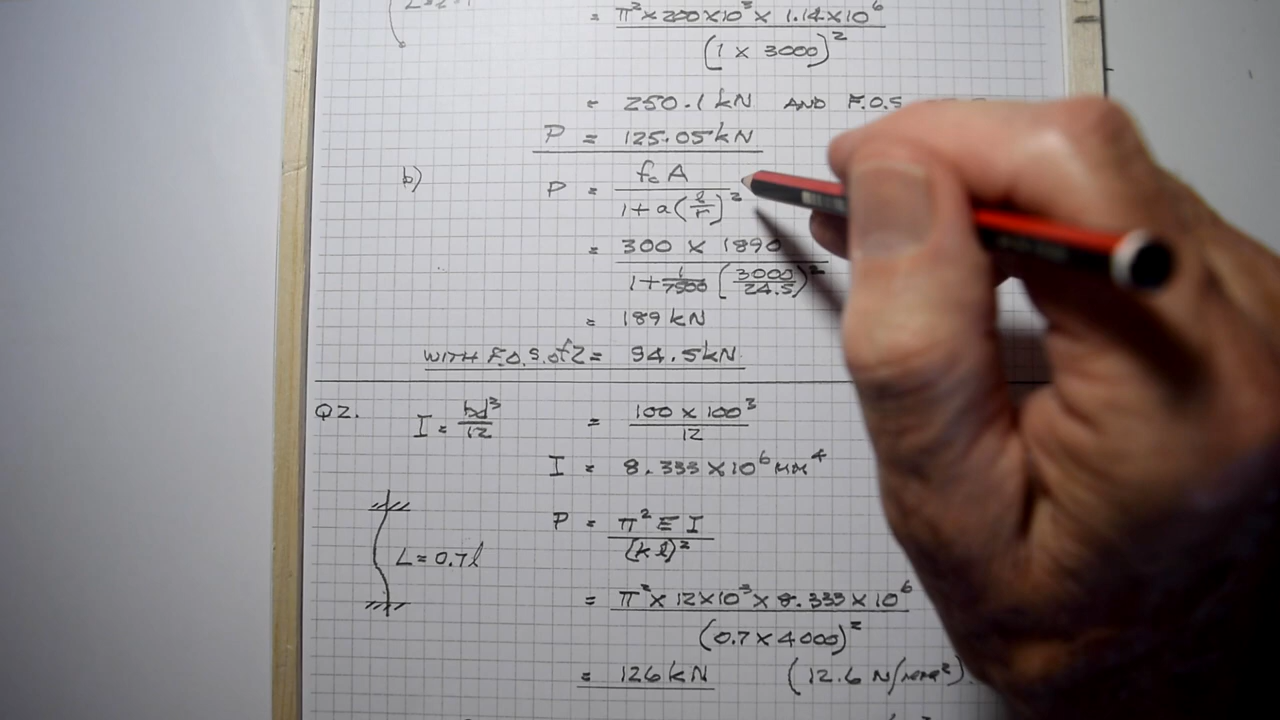 = π² × 200 × 10³ × 1.14 × 10⁶
(1 × 3000)²
= 250.1 kN AND F.O.S
P = 125.05 kN
b) P = fc A
1 + a (l/r)²
= 300 × 1890
1 + 1/7500 (3000/24.5)²
= 189 kN
WITH F.O.S. of 2 = 94.5 kN
Q2. I = bd³/12 = 100 × 100³/12
I = 8.333 × 10⁶ mm⁴
P = π² E I
(k l)²
L = 0.7l
= π² × 12 × 10³ × 8.333 × 10⁶
(0.7 × 4000)²
= 126 kN (12.6 N/mm²).